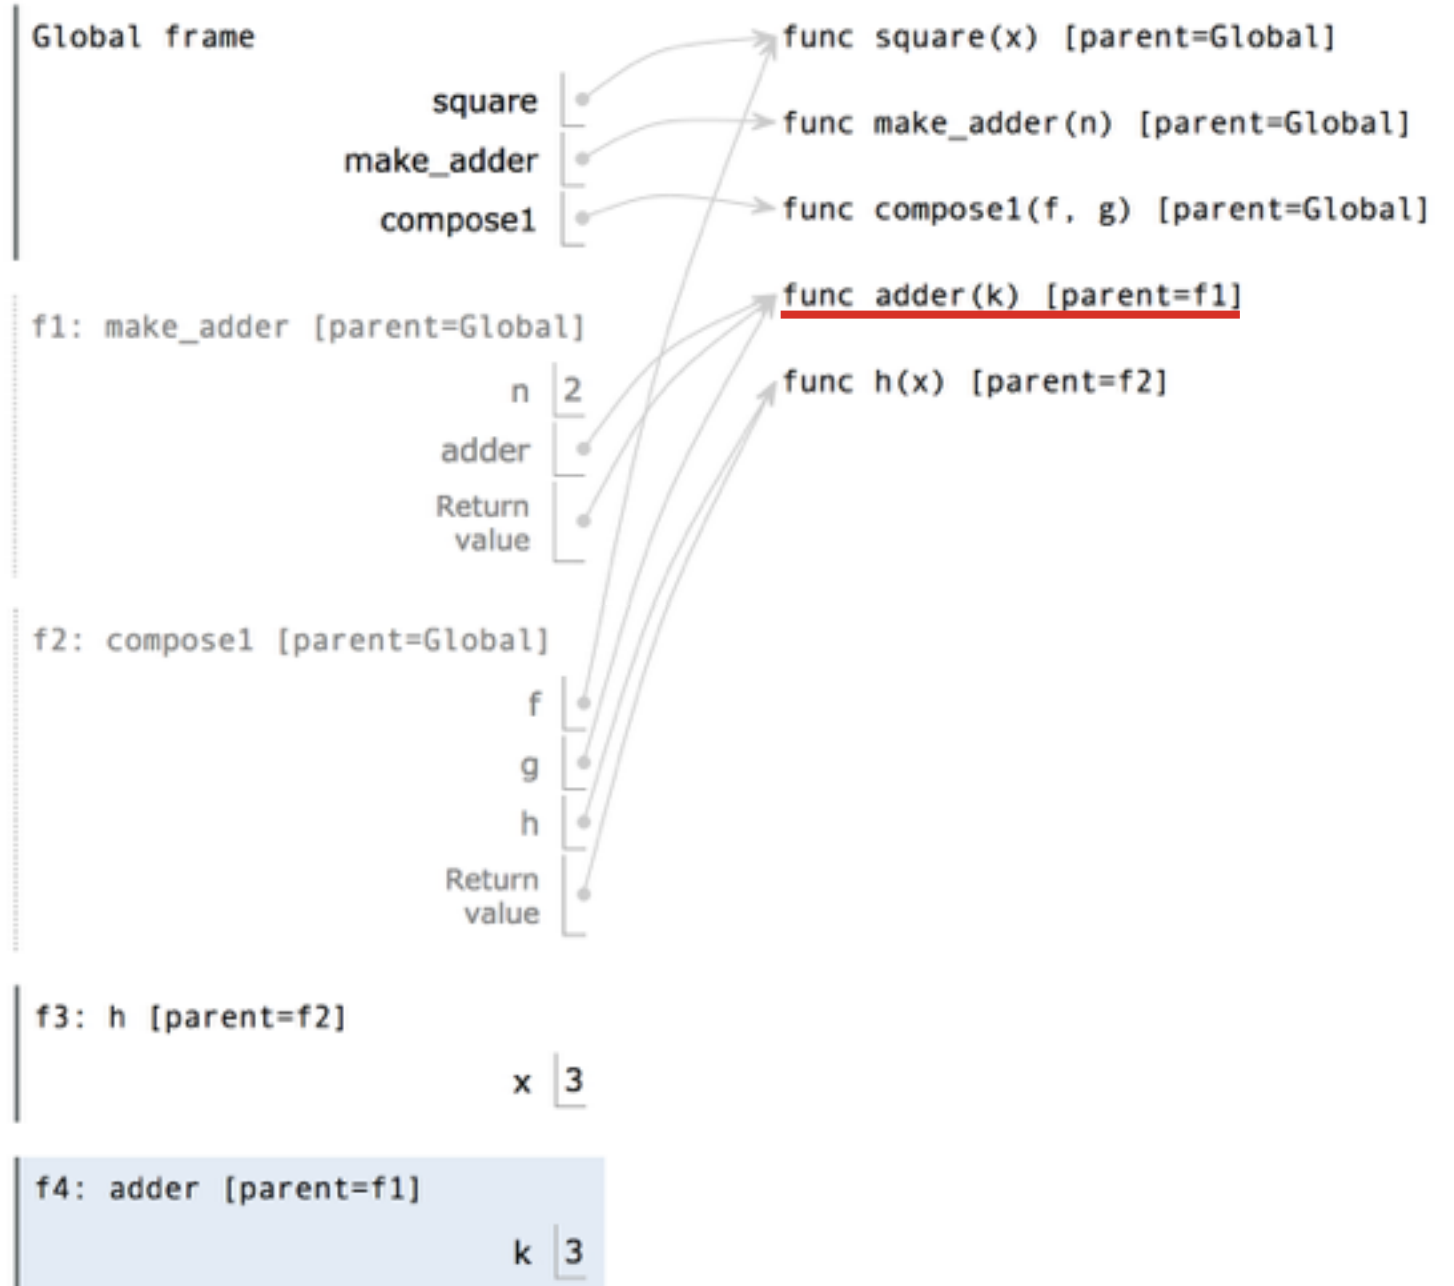 Global frame
func square(x) [parent=Global]
square
func make_adder(n) [parent=Global]
make_adder
func compose1(f, g) [parent=Global]
compose1
func adder(k) [parent=f1]
f1: make_adder [parent=Global]
func h(x) [parent=f2]
n 2
adder
Return
value
f2: compose1 [parent=Global]
f
g
h
Return
value
f3: h [parent=f2]
x 3
f4: adder [parent=f1]
k 3